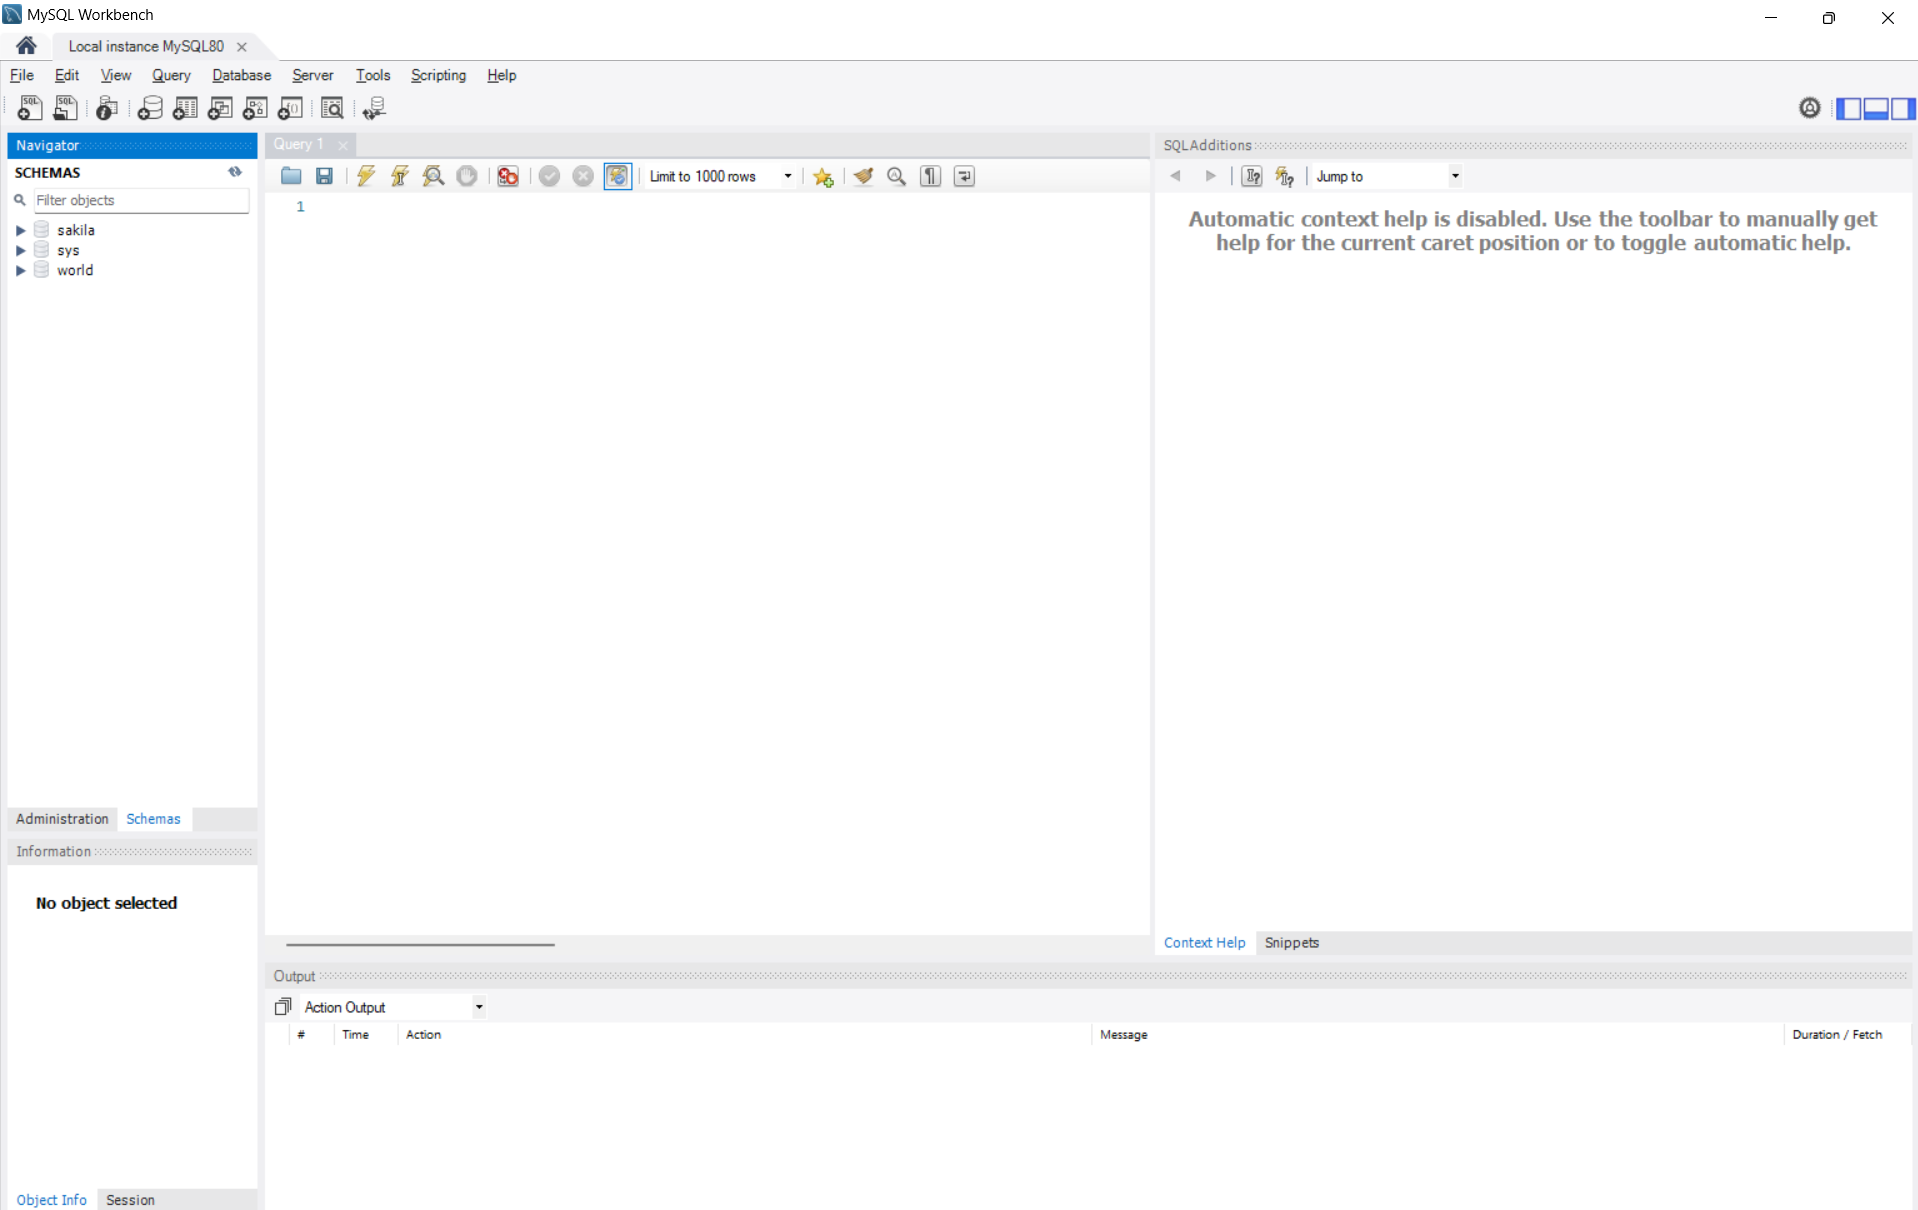 MySQL Workbench
Local instance MySQL80
File Edit View Query Database Server Tools Scripting Help
Navigator
SCHEMAS
Filter objects
sakila
sys
world
Administration Schemas
Information
No object selected
Object Info Session
Query 1
Limit to 1000 rows
1
SQLAdditions
Jump to
Automatic context help is disabled. Use the toolbar to manually get
help for the current caret position or to toggle automatic help.
Context Help Snippets
Output
Action Output
# Time Action Message Duration / Fetch